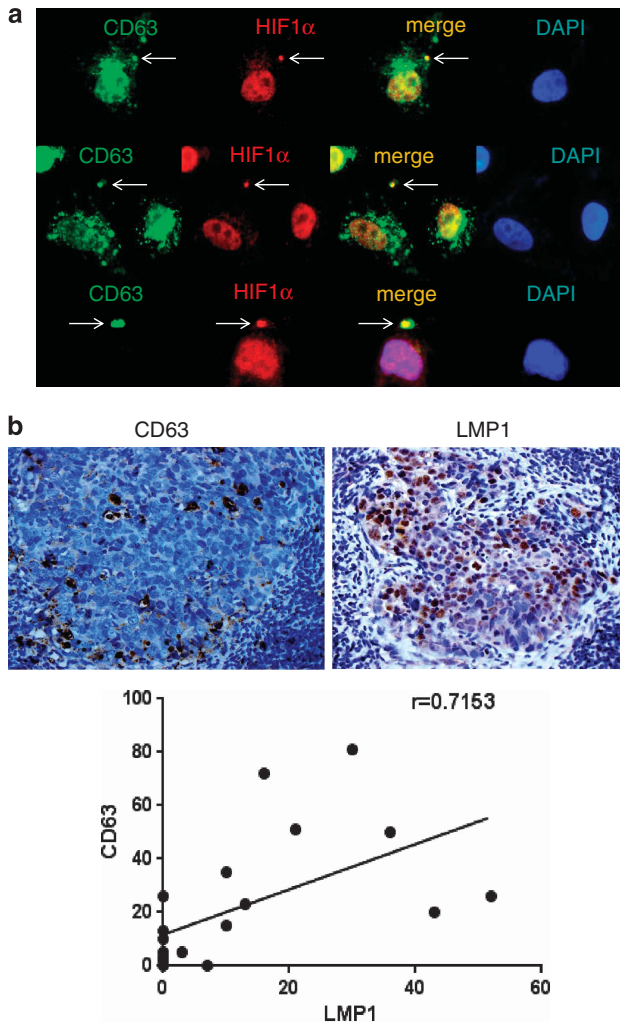 a
CD63 HIF1α merge DAPI
CD63 HIF1α merge DAPI
CD63 HIF1α merge DAPI
b
CD63 LMP1
r=0.7153
100
80
60
40
20
0
CD63
0 20 40 60
LMP1